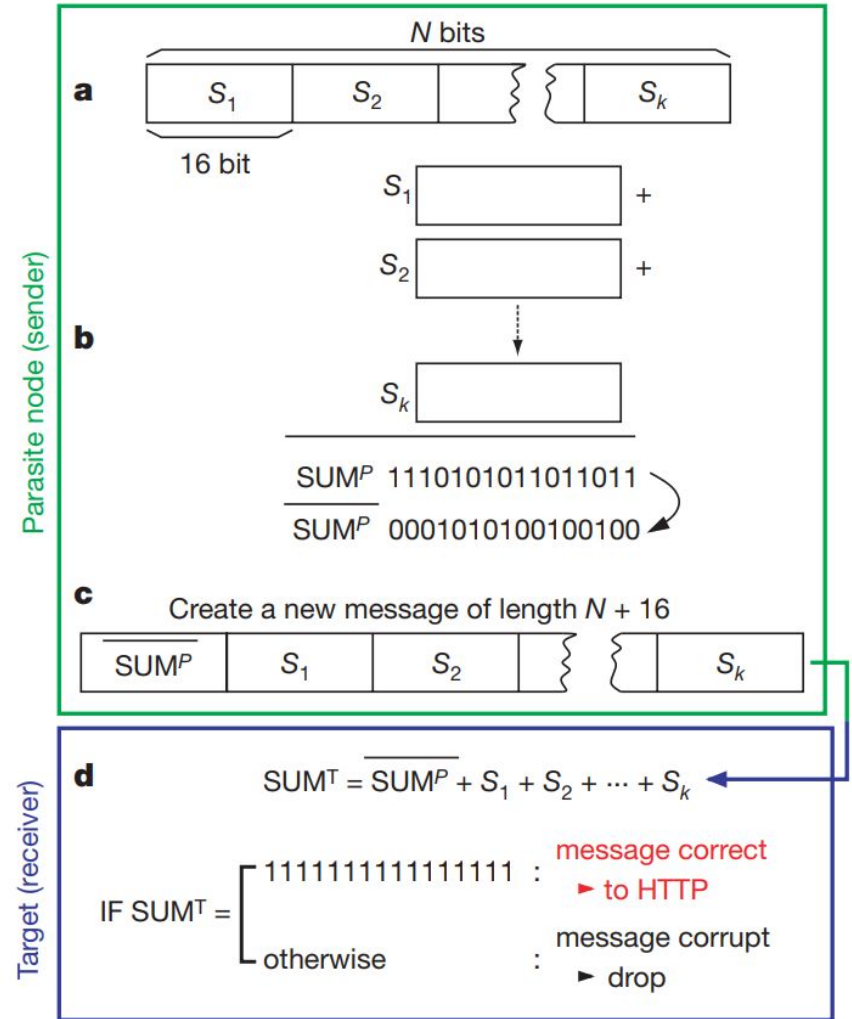 N bits
a
S1
S2
Sk
16 bit
S1 +
S2 +
b
Sk
SUMP 1110101011011011
SUMP 0001010100100100
c
Create a new message of length N + 16
SUMP
S1
S2
Sk
Parasite node (sender)
d
SUMT = SUMP + S1 + S2 + ··· + Sk
IF SUMT =
1111111111111111 : message correct
► to HTTP
otherwise : message corrupt
► drop
Target (receiver)